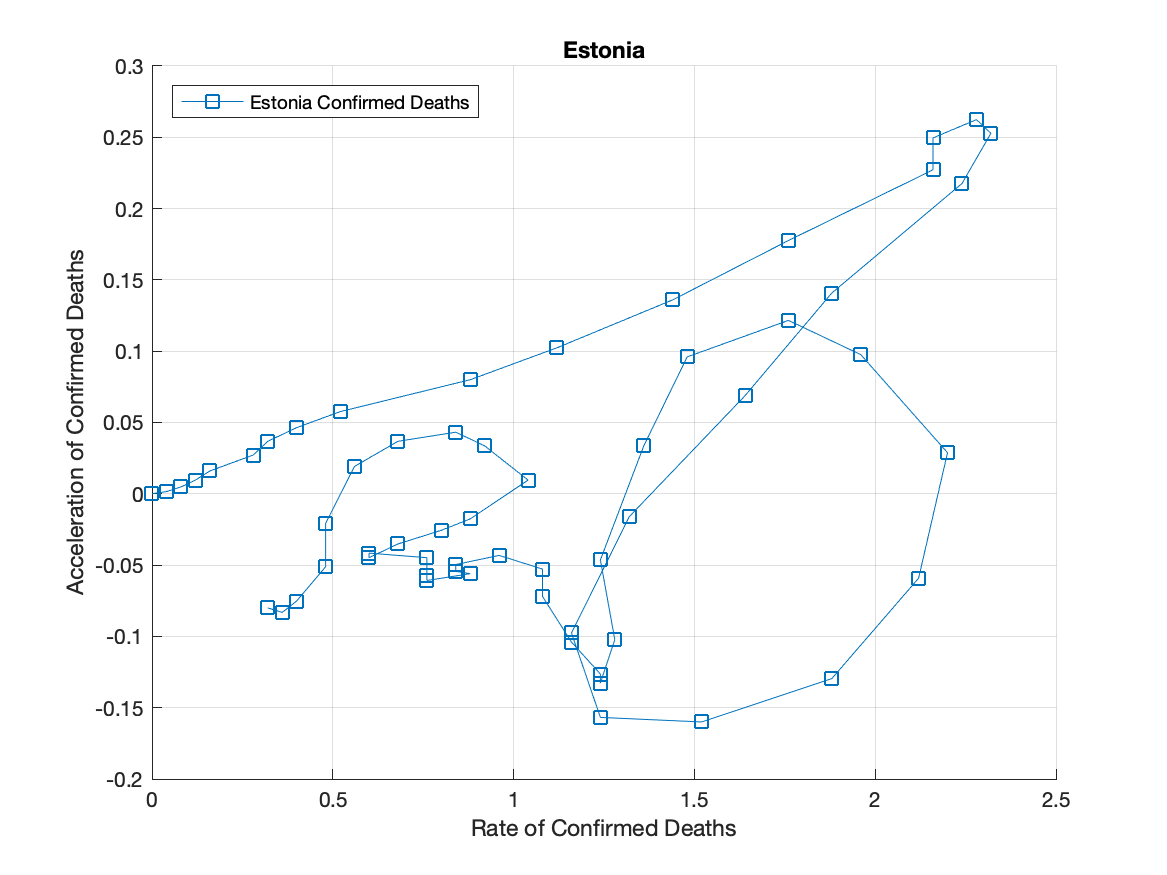 Estonia
Estonia Confirmed Deaths
0.3
0.25
0.2
0.15
0.1
0.05
0
-0.05
-0.1
-0.15
-0.2
Acceleration of Confirmed Deaths
0 0.5 1 1.5 2 2.5
Rate of Confirmed Deaths